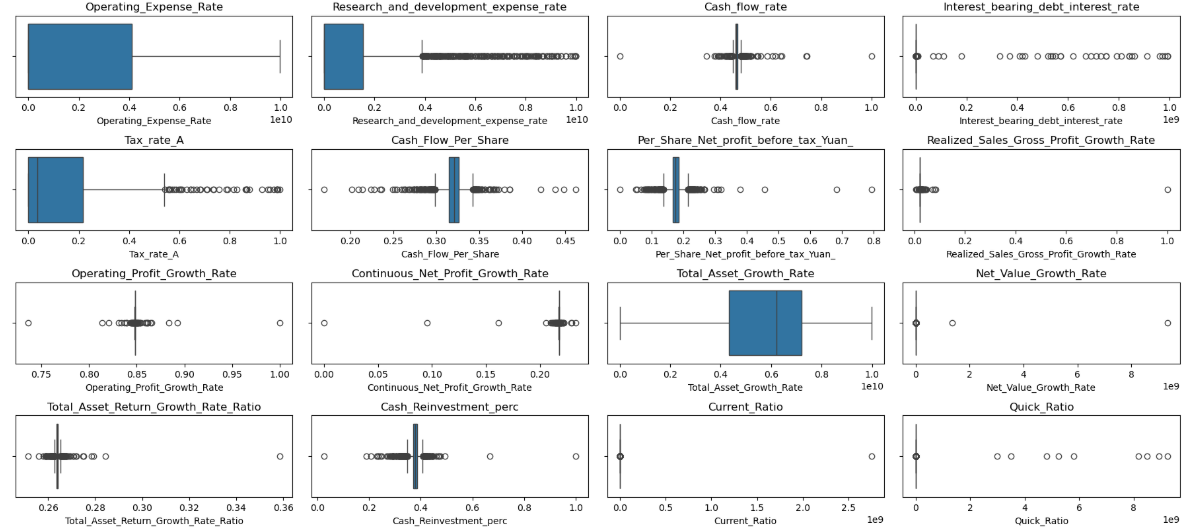 Operating_Expense_Rate
Research_and_development_expense_rate
Cash_flow_rate
Interest_bearing_debt_interest_rate
0.0 0.2 0.4 0.6 0.8 1.0
1e10
Operating_Expense_Rate
0.0 0.2 0.4 0.6 0.8 1.0
1e10
Research_and_development_expense_rate
0.0 0.2 0.4 0.6 0.8 1.0
Cash_flow_rate
0.0 0.2 0.4 0.6 0.8 1.0
1e9
Interest_bearing_debt_interest_rate
Tax_rate_A
Cash_Flow_Per_Share
Per_Share_Net_profit_before_tax_Yuan_
Realized_Sales_Gross_Profit_Growth_Rate
0.0 0.2 0.4 0.6 0.8 1.0
Tax_rate_A
0.20 0.25 0.30 0.35 0.40 0.45
Cash_Flow_Per_Share
0.0 0.1 0.2 0.3 0.4 0.5 0.6 0.7 0.8
Per_Share_Net_profit_before_tax_Yuan_
0.0 0.2 0.4 0.6 0.8 1.0
Realized_Sales_Gross_Profit_Growth_Rate
Operating_Profit_Growth_Rate
Continuous_Net_Profit_Growth_Rate
Total_Asset_Growth_Rate
Net_Value_Growth_Rate
0.75 0.80 0.85 0.90 0.95 1.00
Operating_Profit_Growth_Rate
0.00 0.05 0.10 0.15 0.20
Continuous_Net_Profit_Growth_Rate
0.0 0.2 0.4 0.6 0.8 1.0
1e10
Total_Asset_Growth_Rate
0 2 4 6 8
1e9
Net_Value_Growth_Rate
Total_Asset_Return_Growth_Rate_Ratio
Cash_Reinvestment_perc
Current_Ratio
Quick_Ratio
0.26 0.28 0.30 0.32 0.34 0.36
Total_Asset_Return_Growth_Rate_Ratio
0.0 0.2 0.4 0.6 0.8 1.0
Cash_Reinvestment_perc
0.0 0.5 1.0 1.5 2.0 2.5
1e9
Current_Ratio
0 2 4 6 8
1e9
Quick_Ratio